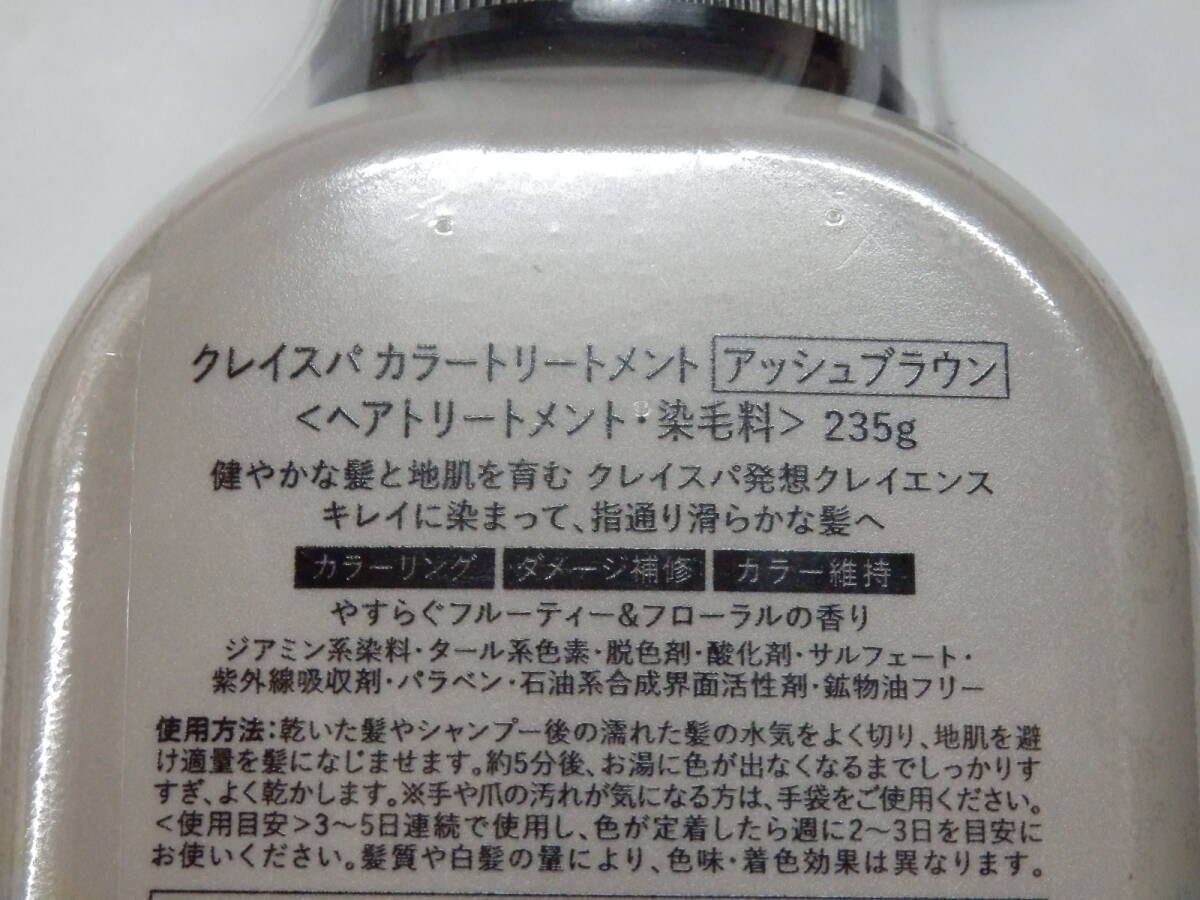 クレイスパ カラートリートメント アッシュブラウン
＜ヘアトリートメント・染毛料＞ 235g
健やかな髪と地肌を育む クレイスパ発想クレイエンス
キレイに染まって、指通り滑らかな髪へ
カラーリング ダメージ補修 カラー維持
やすらぐフルーティー&フローラルの香り
ジアミン系染料・タール系色素・脱色剤・酸化剤・サルフェート・
紫外線吸収剤・パラベン・石油系合成界面活性剤・鉱物油フリー
使用方法：乾いた髪やシャンプー後の濡れた髪の水気をよく切り、地肌を避
け適量を髪になじませます。約5分後、お湯に色が出なくなるまでしっかりす
すぎ、よく乾かします。※手や爪の汚れが気になる方は、手袋をご使用ください。
＜使用目安＞3～5日連続で使用し、色が定着したら週に2～3日を目安に
お使いください。髪質や白髪の量により、色味・着色効果は異なります。